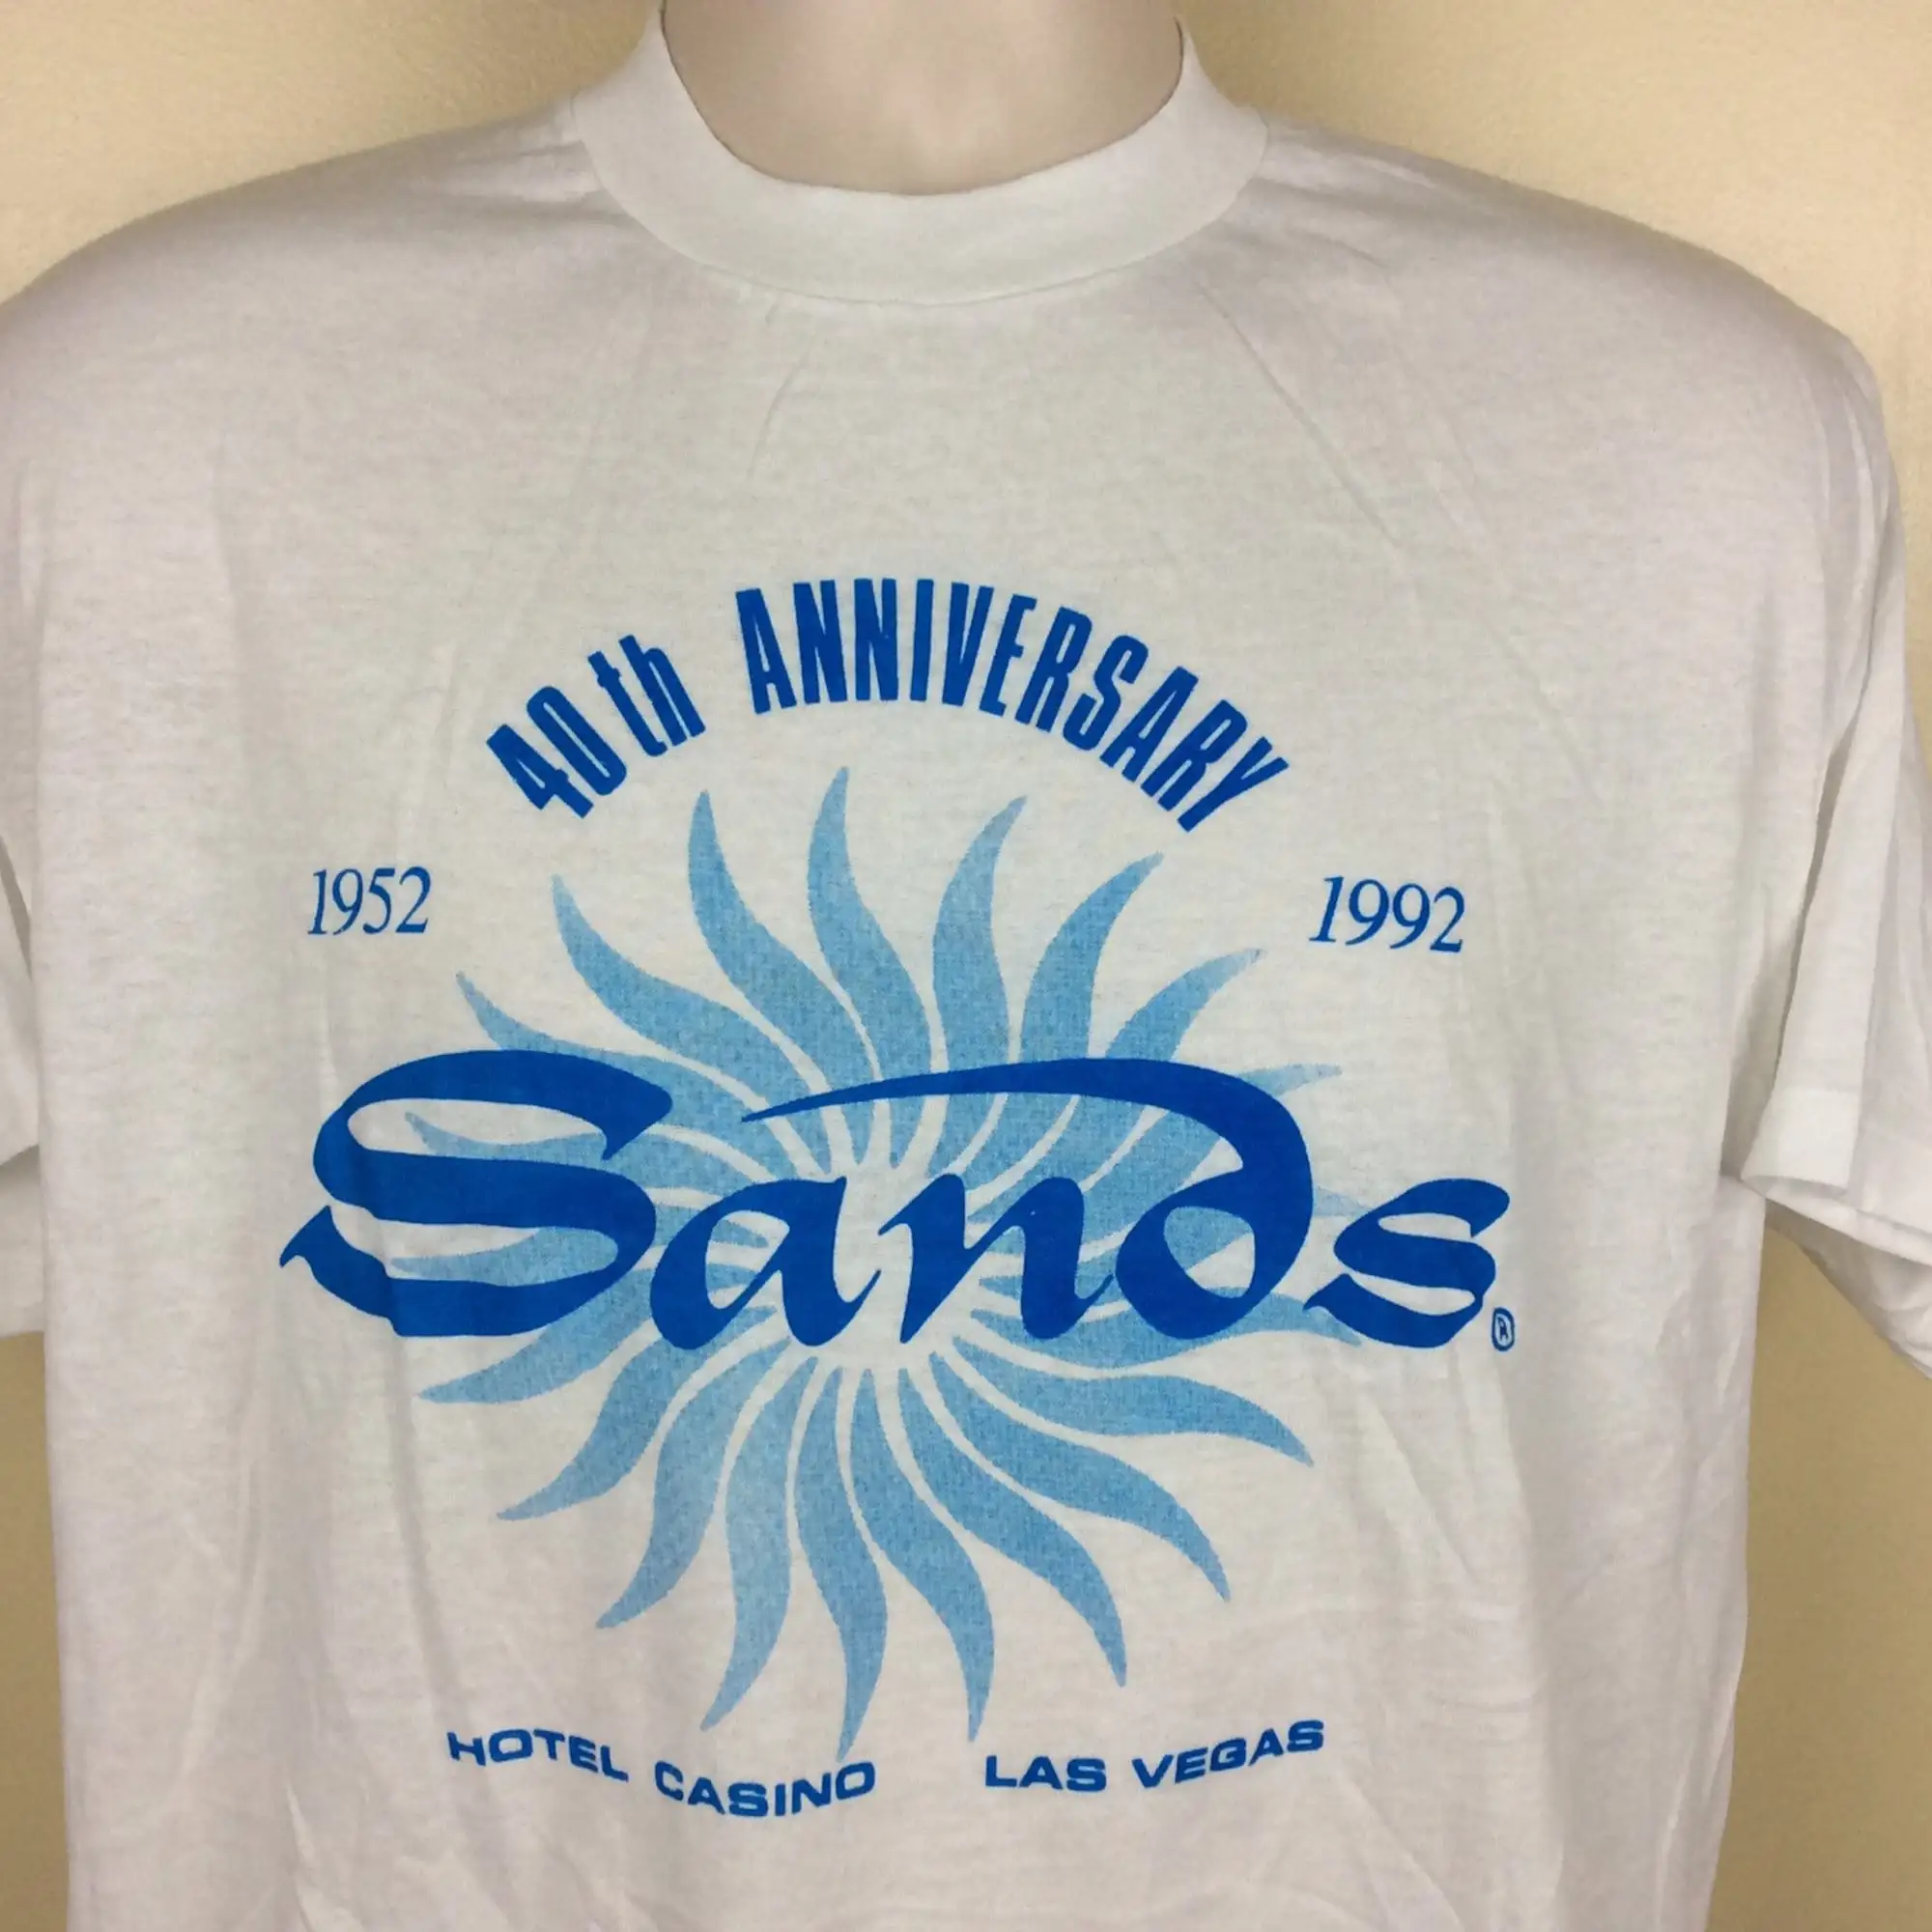 40th ANNIVERSARY
1952 1992
Sands®
HOTEL CASINO LAS VEGAS